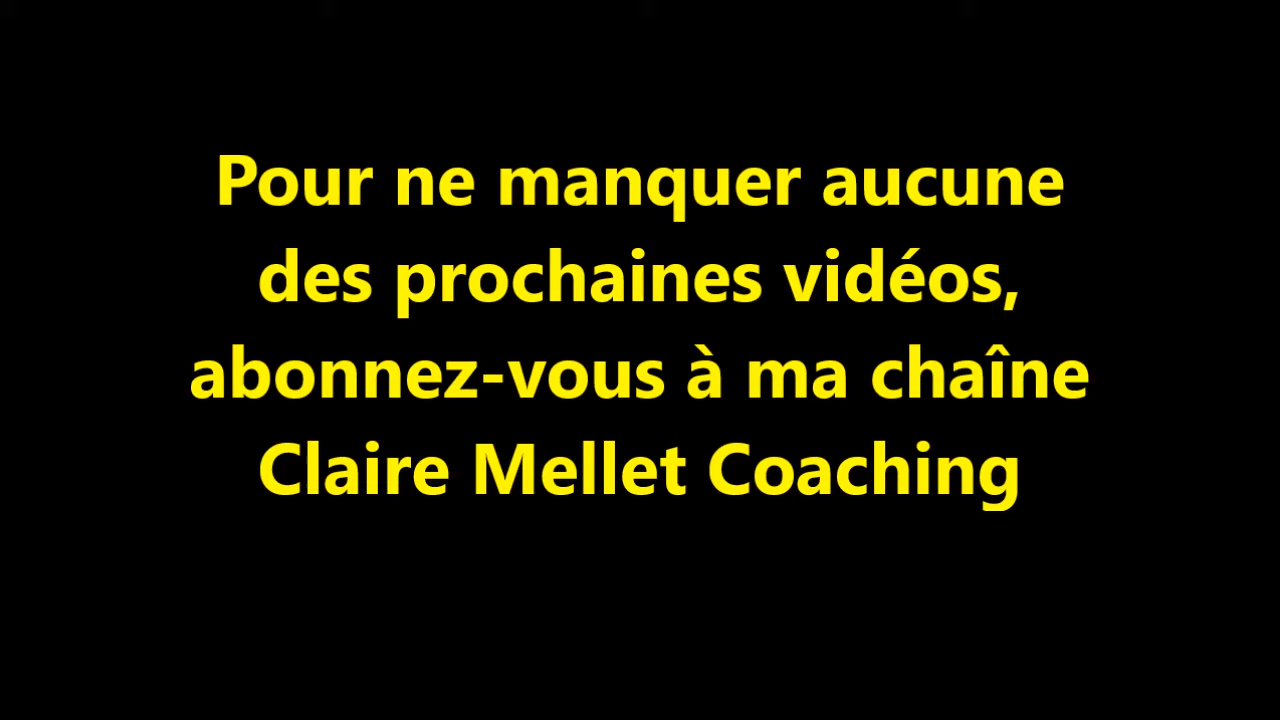 Pour ne manquer aucune
des prochaines vidéos,
abonnez-vous à ma chaîne
Claire Mellet Coaching